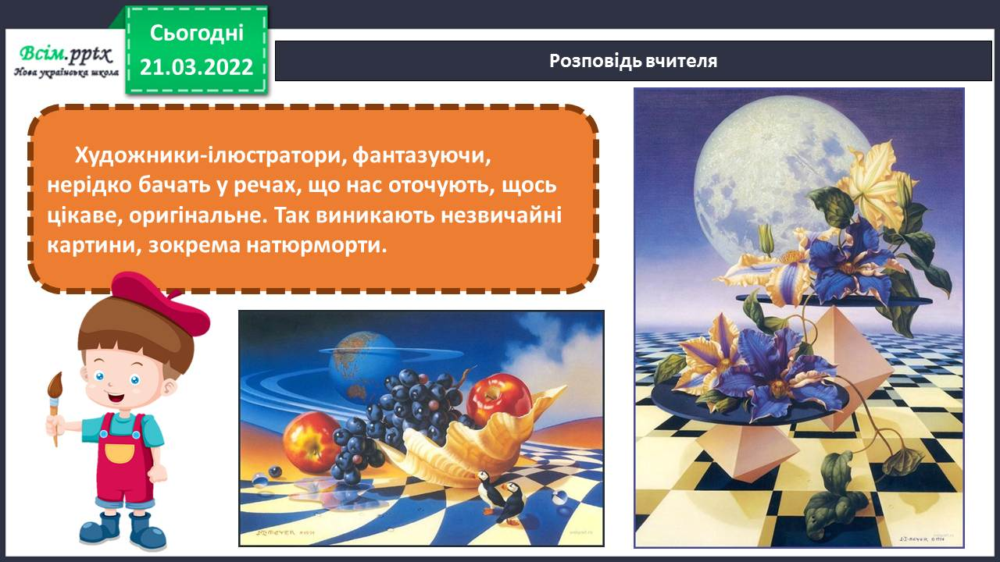 Сьогодні
21.03.2022
Всім.pptx
Нова українська школа
Розповідь вчителя
Художники-ілюстратори, фантазуючи,
нерідко бачать у речах, що нас оточують, щось
цікаве, оригінальне. Так виникають незвичайні
картини, зокрема натюрморти.